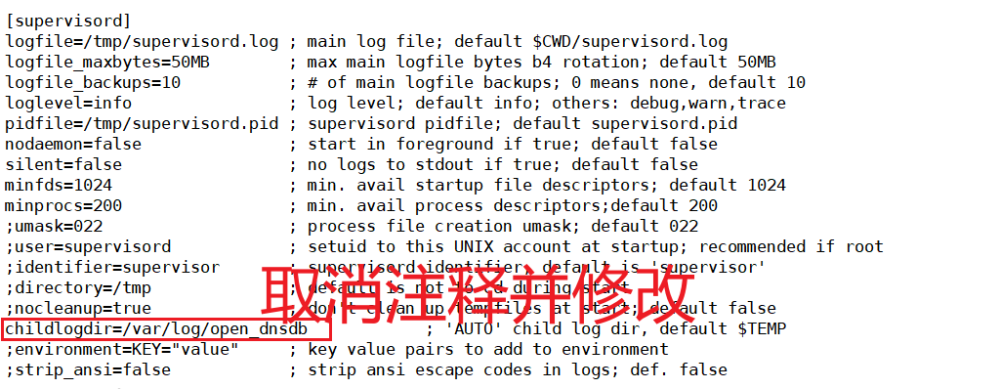 [supervisord]
logfile=/tmp/supervisord.log ; main log file; default $CWD/supervisord.log
logfile_maxbytes=50MB        ; max main logfile bytes b4 rotation; default 50MB
logfile_backups=10           ; # of main logfile backups; 0 means none, default 10
loglevel=info                ; log level; default info; others: debug,warn,trace
pidfile=/tmp/supervisord.pid ; supervisord pidfile; default supervisord.pid
nodaemon=false               ; start in foreground if true; default false
silent=false                 ; no logs to stdout if true; default false
minfds=1024                  ; min. avail startup file descriptors; default 1024
minprocs=200                 ; min. avail process descriptors;default 200
;umask=022                   ; process file creation umask; default 022
;user=supervisord            ; setuid to this UNIX account at startup; recommended if root
;identifier=supervisor       ; supervisord identifier, default is 'supervisor'
;directory=/tmp              ; default is not to cd during start
;nocleanup=true              ; don't clean up tempfiles at start; default false
childlogdir=/var/log/open_dnsdb            ; 'AUTO' child log dir, default $TEMP
;environment=KEY="value"     ; key value pairs to add to environment
;strip_ansi=false            ; strip ansi escape codes in logs; def. false
取消注释并修改